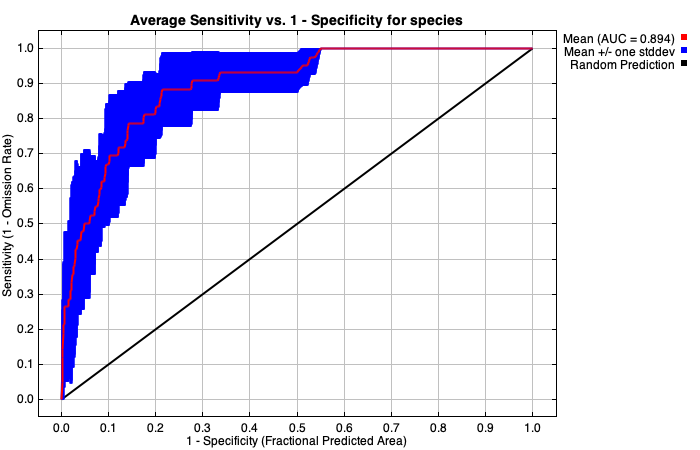 Average Sensitivity vs. 1 - Specificity for species
Mean (AUC = 0.894)
Mean +/- one stddev
Random Prediction
Sensitivity (1 - Omission Rate)
1.0
0.9
0.8
0.7
0.6
0.5
0.4
0.3
0.2
0.1
0.0
0.0 0.1 0.2 0.3 0.4 0.5 0.6 0.7 0.8 0.9 1.0
1 - Specificity (Fractional Predicted Area)